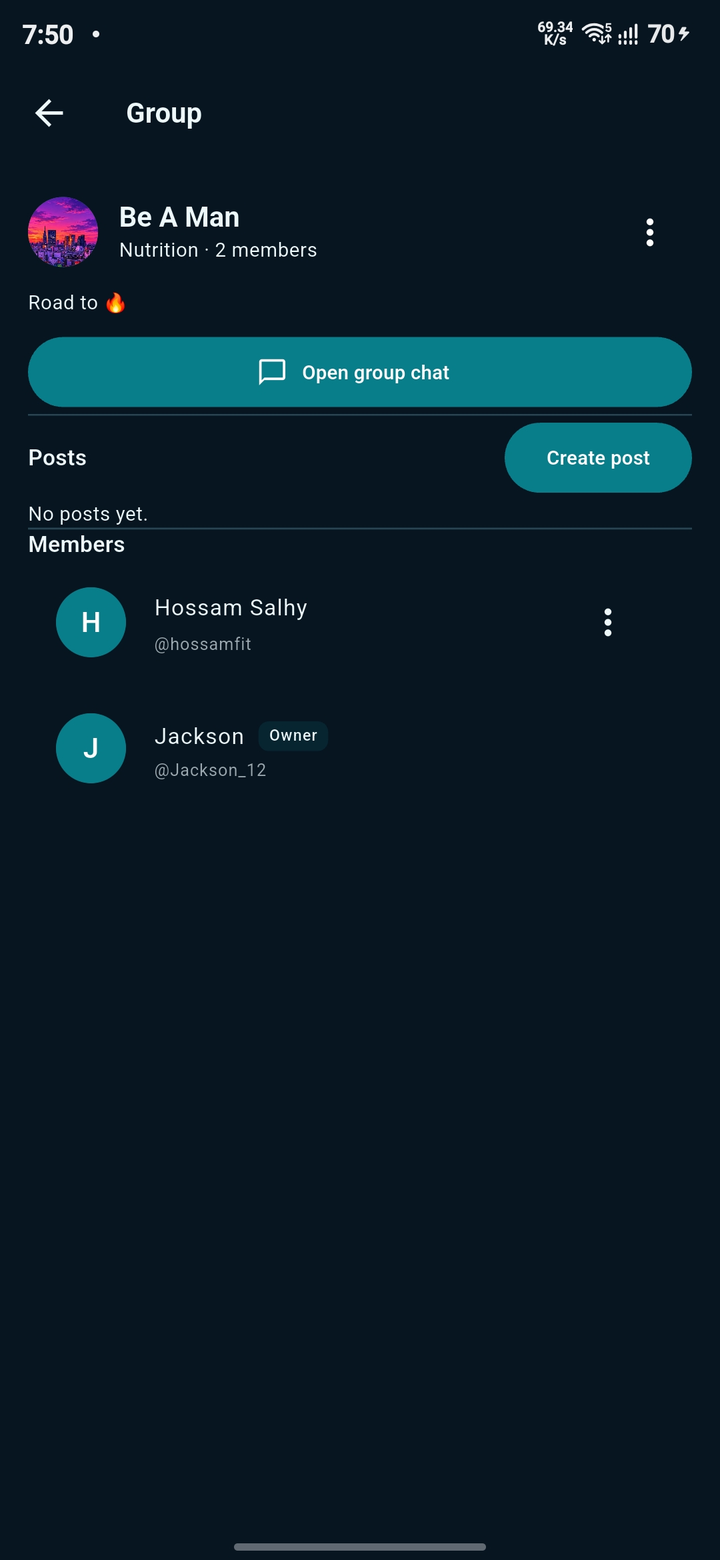 7:50
69.34
K/s
5
70
Group
Be A Man
Nutrition · 2 members
Road to 🔥
Open group chat
Posts
Create post
No posts yet.
Members
H
Hossam Salhy
@hossamfit
J
Jackson
Owner
@Jackson_12